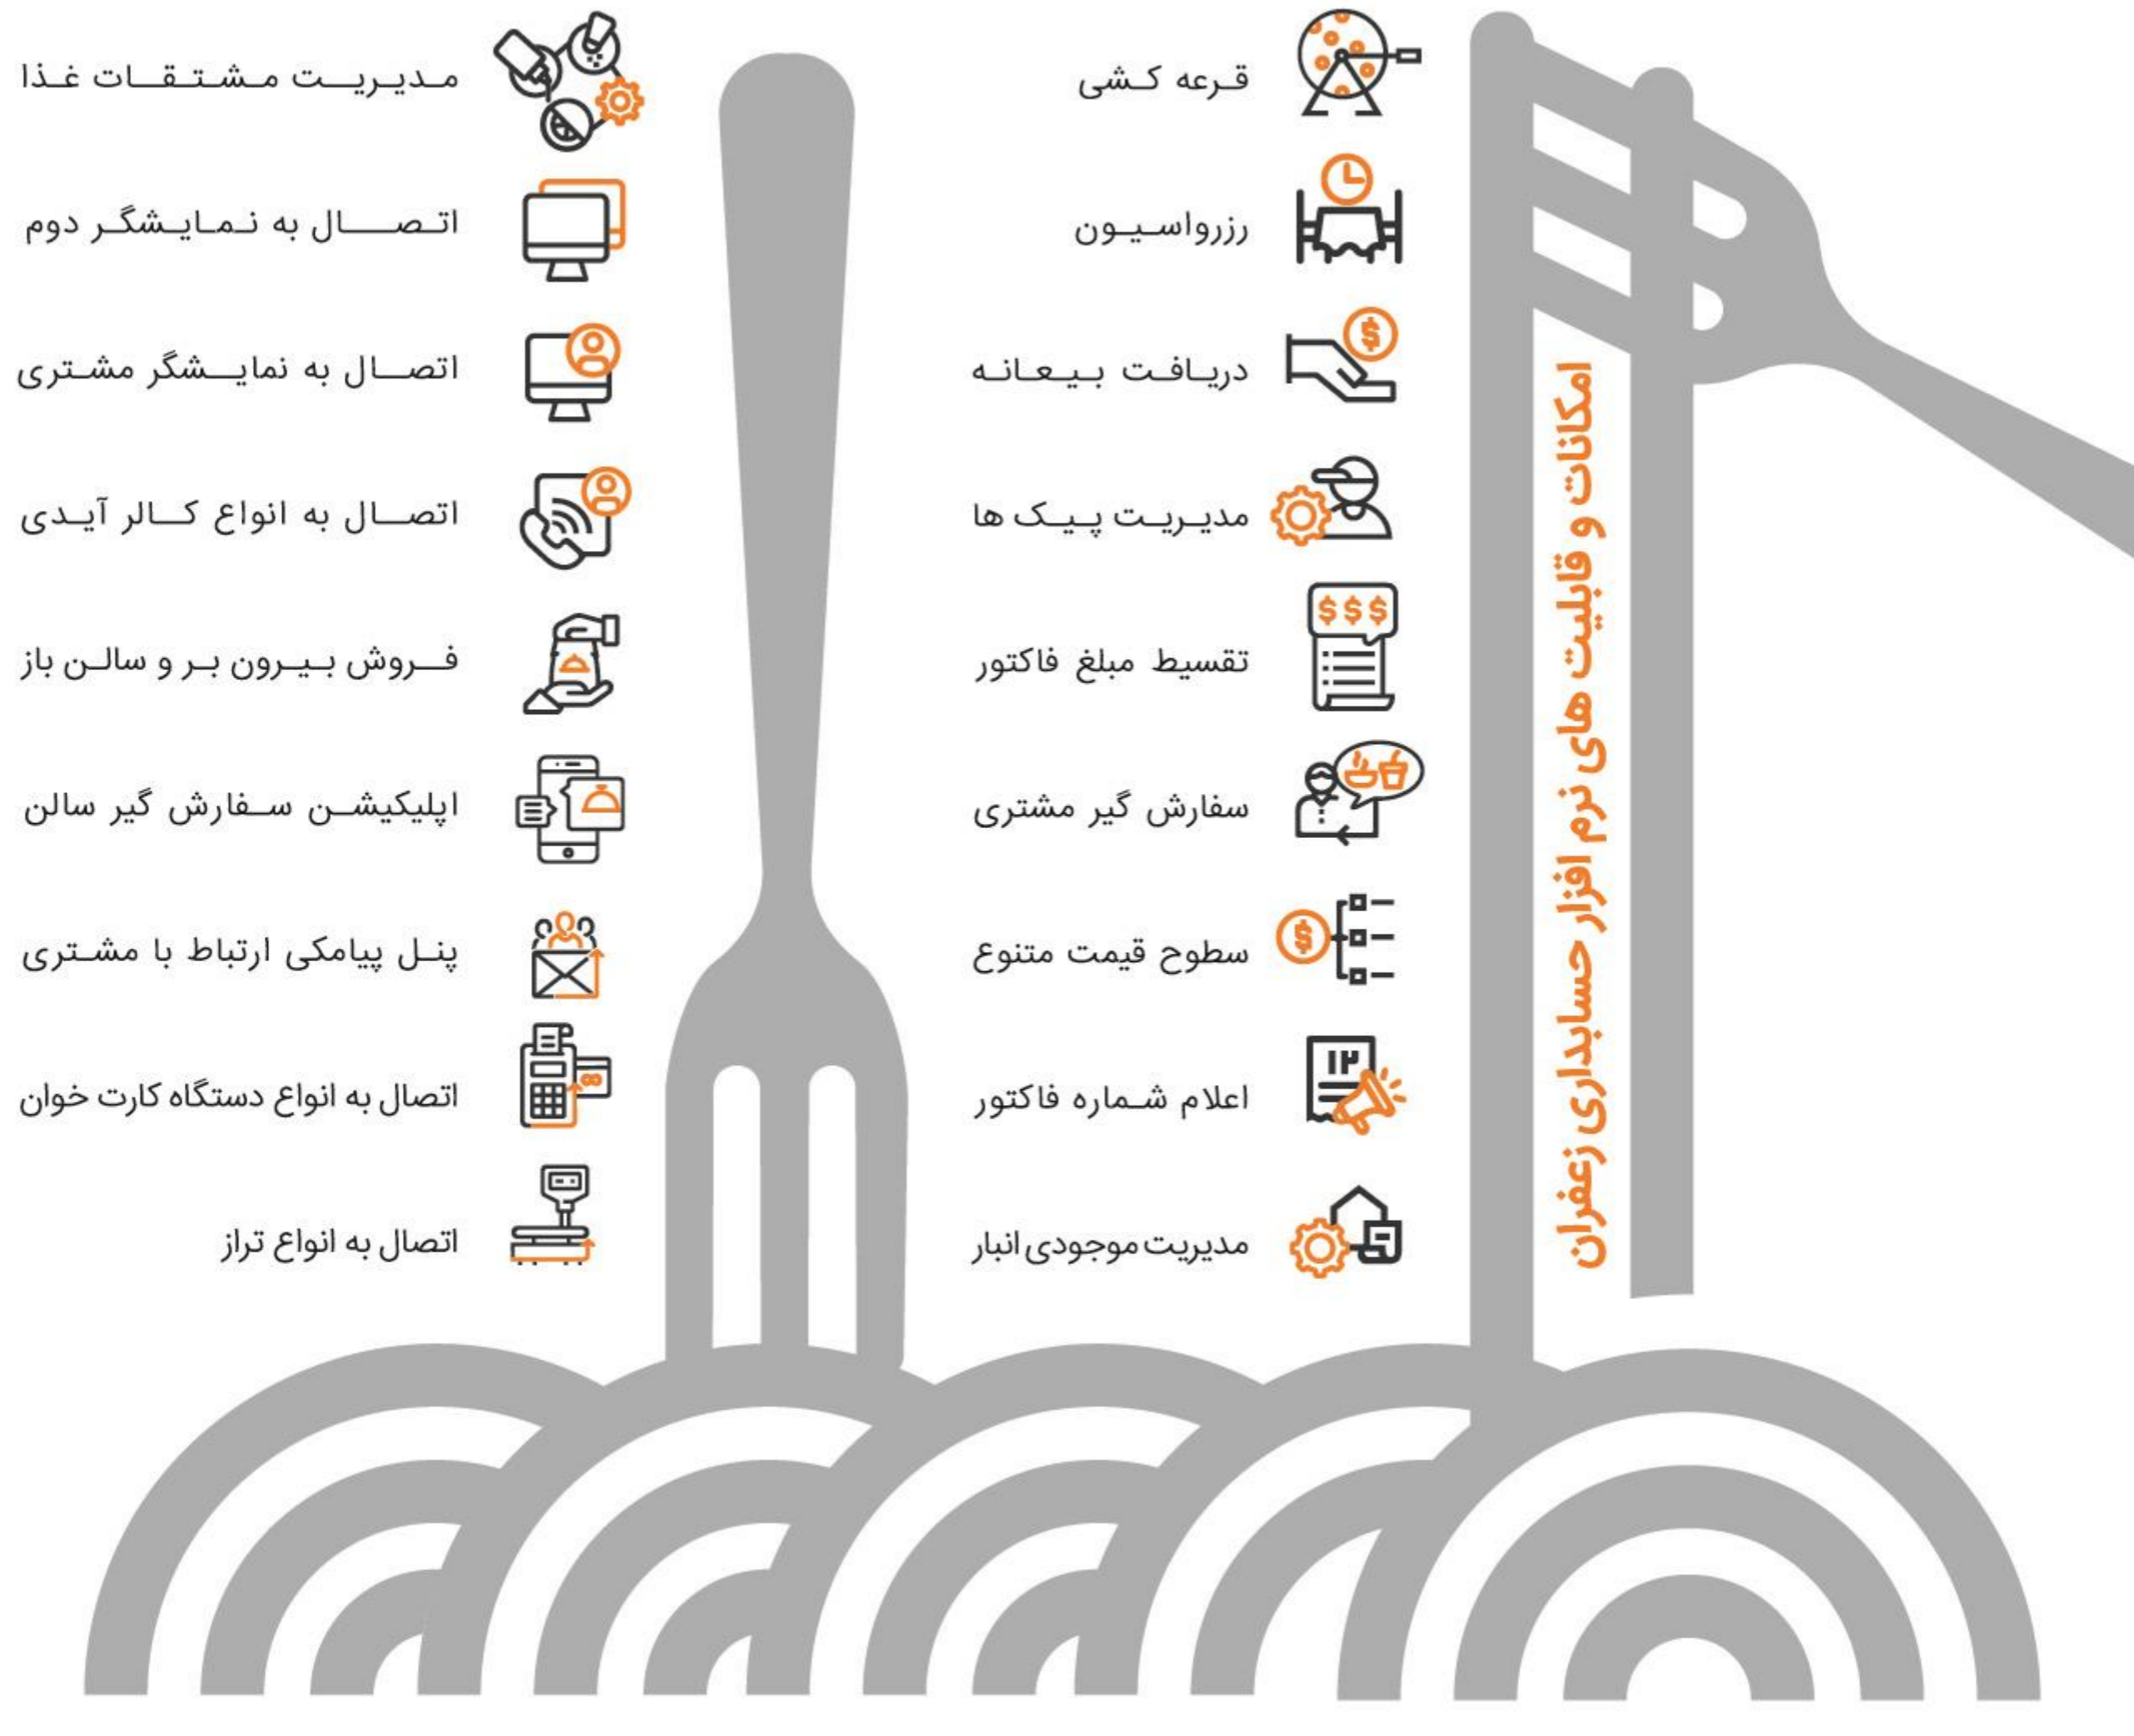 امکانات و قابلیت های نرم افزار حسابداری زعفران
قرعه کشی
رزرواسیون
دریافت بیعانه
مدیریت پیک ها
$ $ $
تقسیط مبلغ فاکتور
سفارش گیر مشتری
سطوح قیمت متنوع
۱۲
اعلام شماره فاکتور
مدیریت موجودی انبار
مدیریت مشتقات غذا
اتصال به نمایشگر دوم
اتصال به نمایشگر مشتری
اتصال به انواع کالر آیدی
فروش بیرون بر و سالن باز
اپلیکیشن سفارش گیر سالن
پنل پیامکی ارتباط با مشتری
اتصال به انواع دستگاه کارت خوان
اتصال به انواع تراز